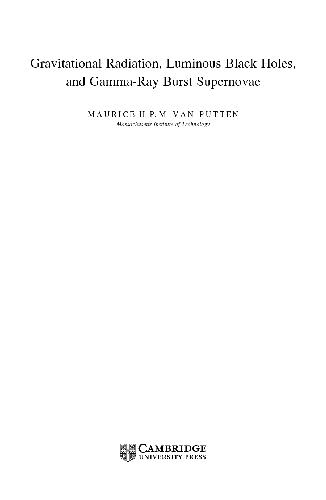 Gravitational Radiation, Luminous Black Holes,
and Gamma-Ray Burst Supernovae
MAURICE H.P.M. VAN PUTTEN
Massachusetts Institute of Technology
CAMBRIDGE
UNIVERSITY PRESS